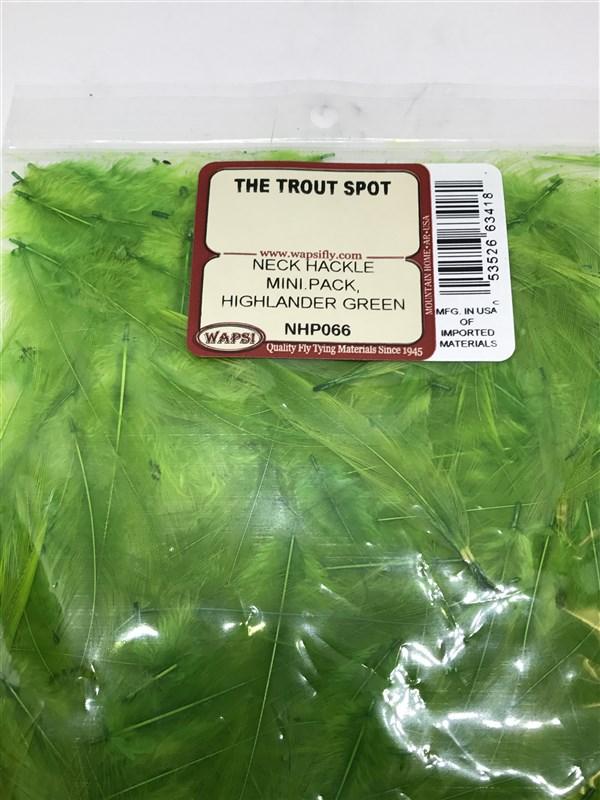 THE TROUT SPOT
www.wapsifly.com
NECK HACKLE
MINI.PACK,
HIGHLANDER GREEN
NHP066
WAPSI
Quality Fly Tying Materials Since 1945
MOUNTAIN HOME • AR • USA
53526 63418
C
MFG. IN USA
OF
IMPORTED
MATERIALS